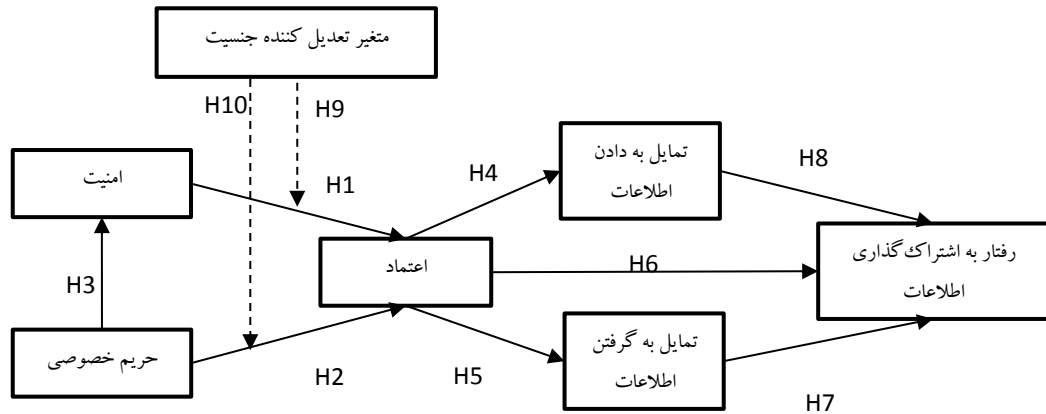 متغیر تعدیل کننده جنسیت
H10
H9
امنیت
H1
H4
تمایل به دادن
اطلاعات
H8
H3
اعتماد
H6
رفتار به اشتراک‌گذاری
اطلاعات
حریم خصوصی
H2
H5
تمایل به گرفتن
اطلاعات
H7